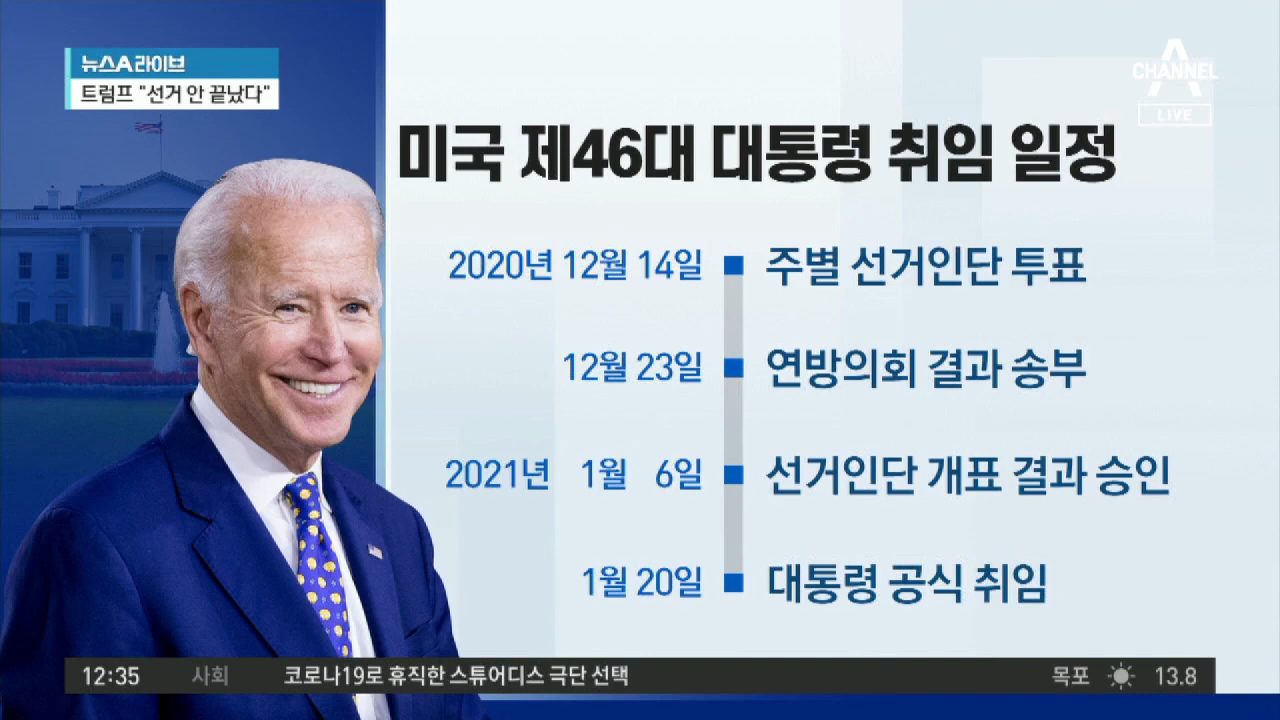 뉴스A 라이브
트럼프 "선거 안 끝났다"
CHANNEL A
LIVE
미국 제46대 대통령 취임 일정
2020년 12월 14일 주별 선거인단 투표
12월 23일 연방의회 결과 송부
2021년 1월 6일 선거인단 개표 결과 승인
1월 20일 대통령 공식 취임
12:35 사회 코로나19로 휴직한 스튜어디스 극단 선택 목포 13.8